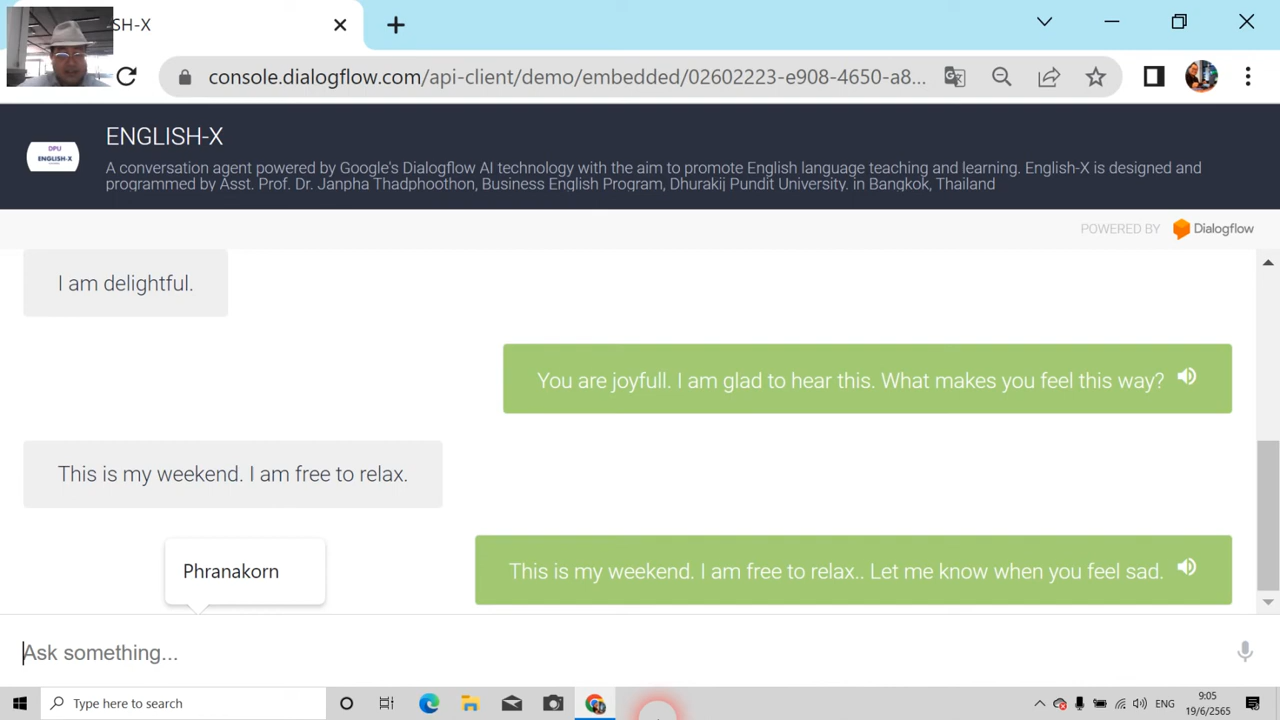 SH-X
console.dialogflow.com/api-client/demo/embedded/02602223-e908-4650-a8...
DPU
ENGLISH-X
ENGLISH-X
A conversation agent powered by Google's Dialogflow AI technology with the aim to promote English language teaching and learning. English-X is designed and
programmed by Asst. Prof. Dr. Janpha Thadphoothon, Business English Program, Dhurakij Pundit University. in Bangkok, Thailand
POWERED BY Dialogflow
I am delightful.
You are joyfull. I am glad to hear this. What makes you feel this way?
This is my weekend. I am free to relax.
Phranakorn
This is my weekend. I am free to relax.. Let me know when you feel sad.
Ask something...
Type here to search
ENG
9:05
19/6/2565